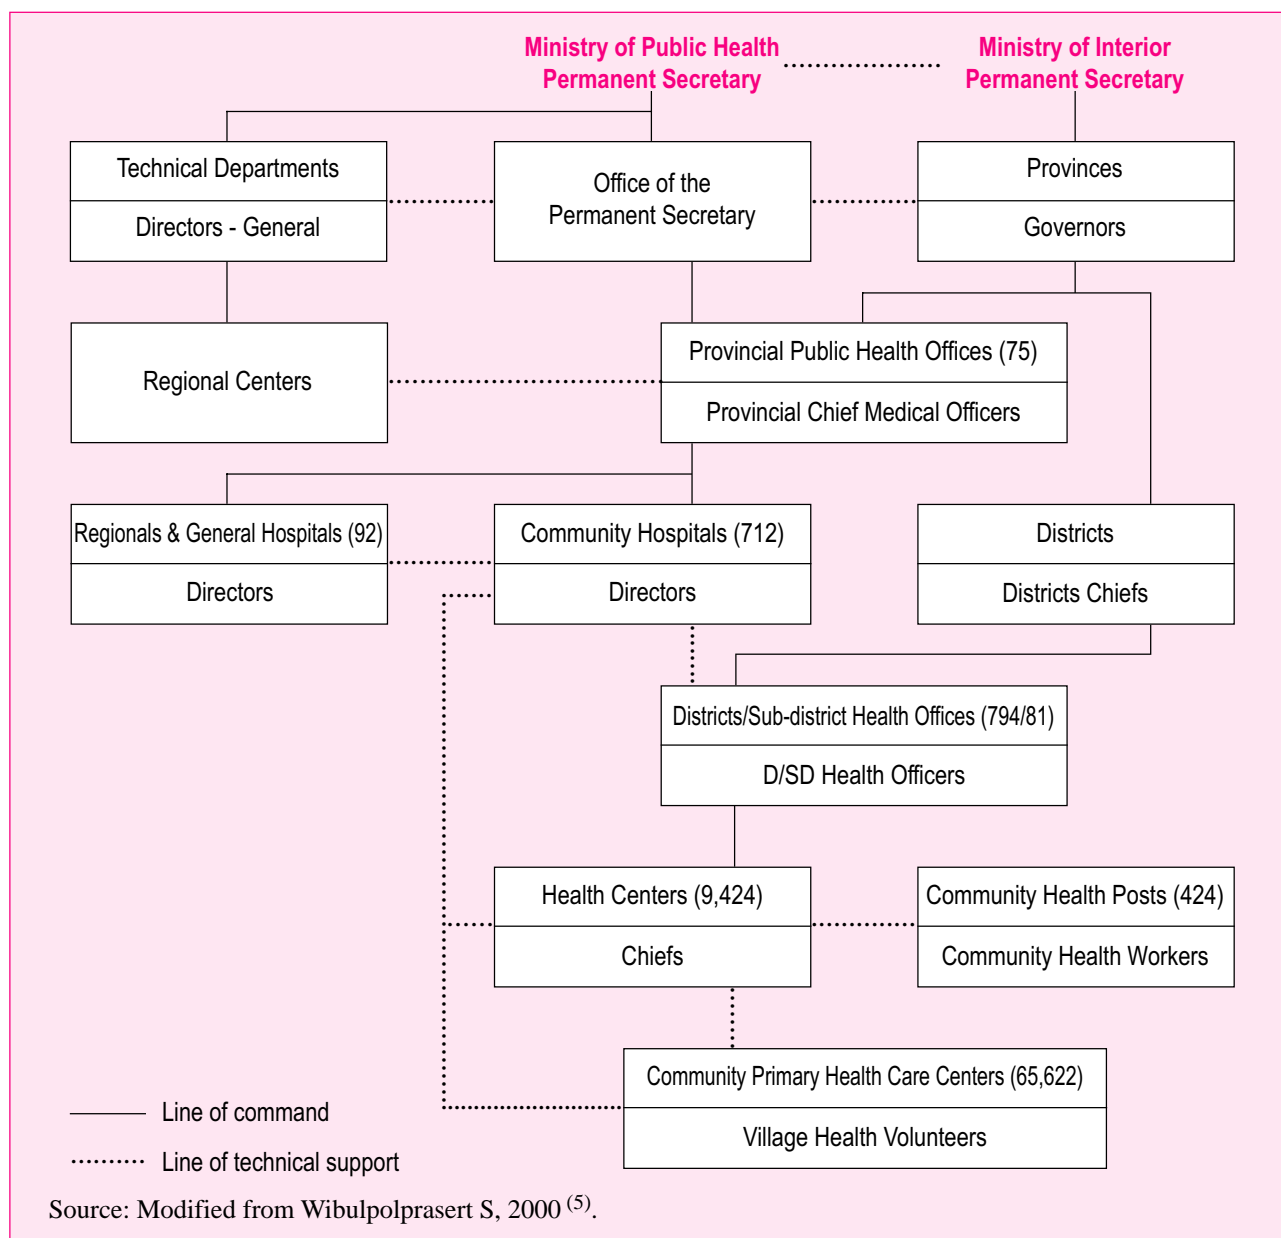 Ministry of Public Health
Permanent Secretary
Ministry of Interior
Permanent Secretary
Technical Departments
Directors - General
Office of the
Permanent Secretary
Provinces
Governors
Regional Centers
Provincial Public Health Offices (75)
Provincial Chief Medical Officers
Regionals & General Hospitals (92)
Directors
Community Hospitals (712)
Directors
Districts
Districts Chiefs
Districts/Sub-district Health Offices (794/81)
D/SD Health Officers
Health Centers (9,424)
Chiefs
Community Health Posts (424)
Community Health Workers
Community Primary Health Care Centers (65,622)
Village Health Volunteers
Line of command
Line of technical support
Source: Modified from Wibulpolprasert S, 2000 (5).